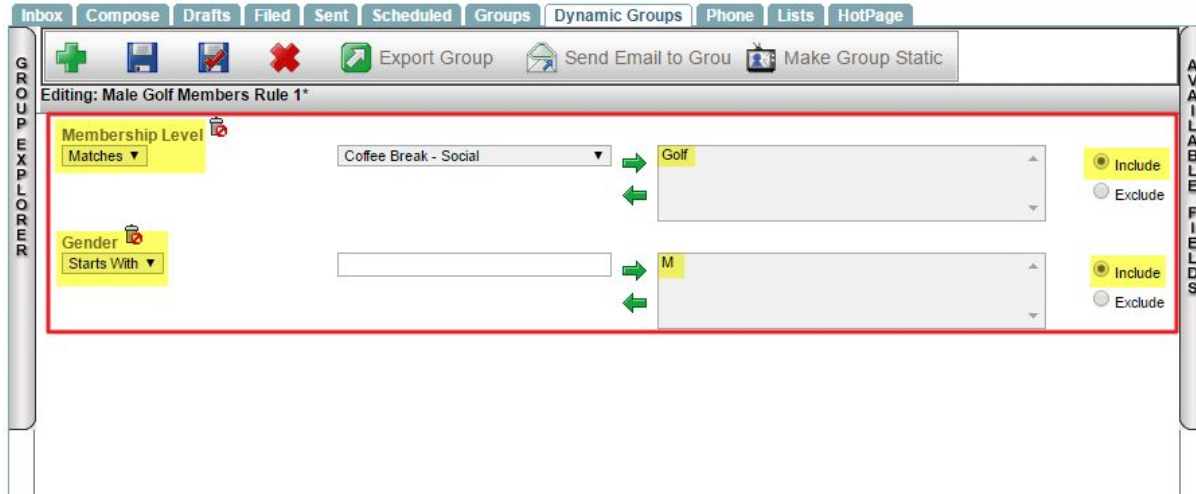 Inbox Compose Drafts Filed Sent Scheduled Groups Dynamic Groups Phone Lists HotPage
Export Group Send Email to Grou Make Group Static
Editing: Male Golf Members Rule 1*
GROUP EXPLORER
Membership Level
Matches Coffee Break - Social Golf Include
Exclude
Gender
Starts With M Include
Exclude
AVAILABLE FIELDS